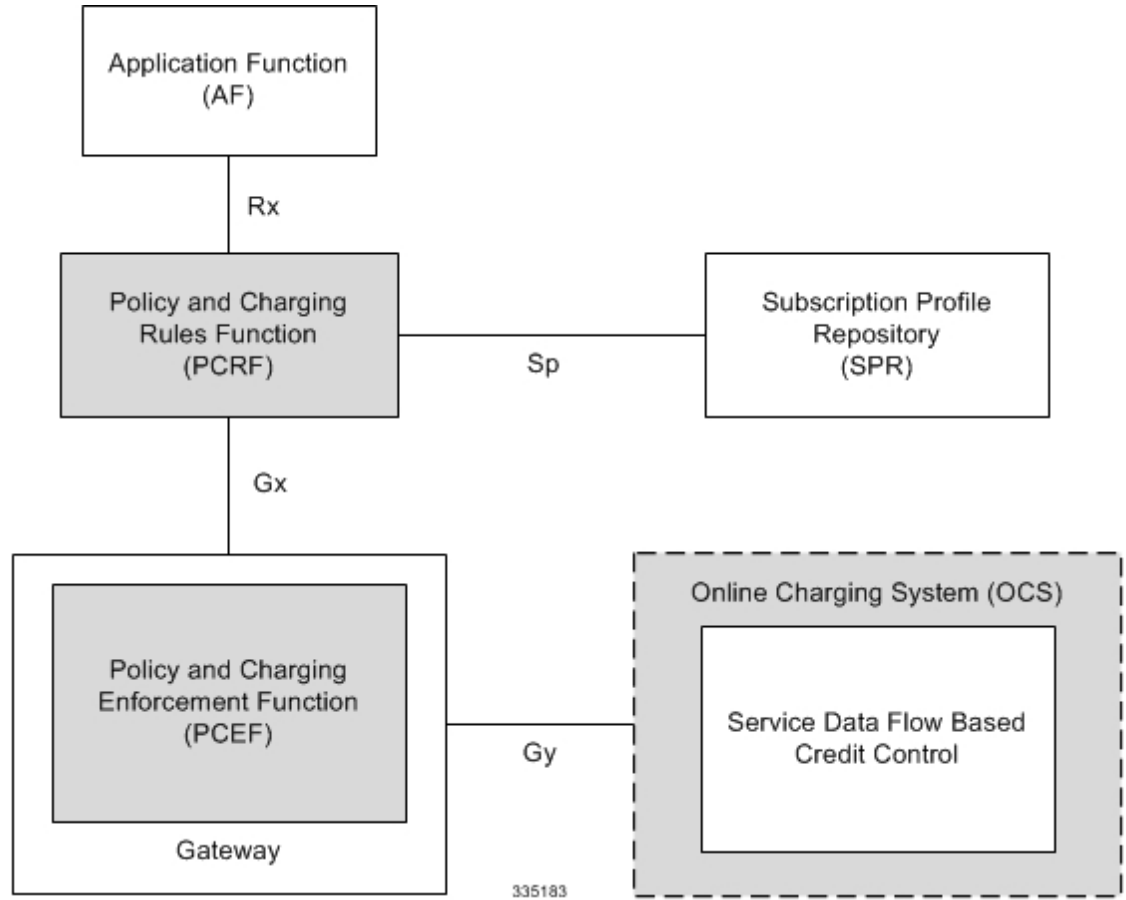 Application Function
(AF)
Rx
Policy and Charging
Rules Function
(PCRF)
Sp
Subscription Profile
Repository
(SPR)
Gx
Policy and Charging
Enforcement Function
(PCEF)
Gateway
Gy
Online Charging System (OCS)
Service Data Flow Based
Credit Control
335183